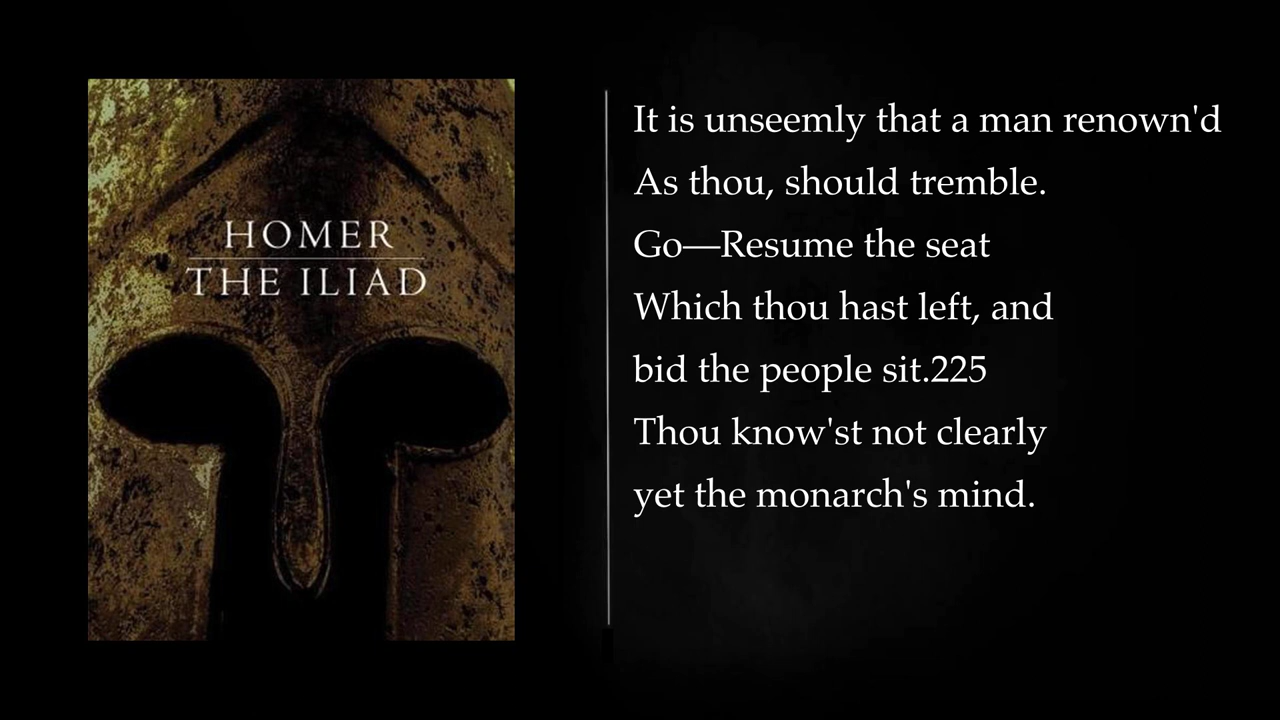 HOMER
THE ILIAD
It is unseemly that a man renown'd
As thou, should tremble.
Go—Resume the seat
Which thou hast left, and
bid the people sit.225
Thou know'st not clearly
yet the monarch's mind.